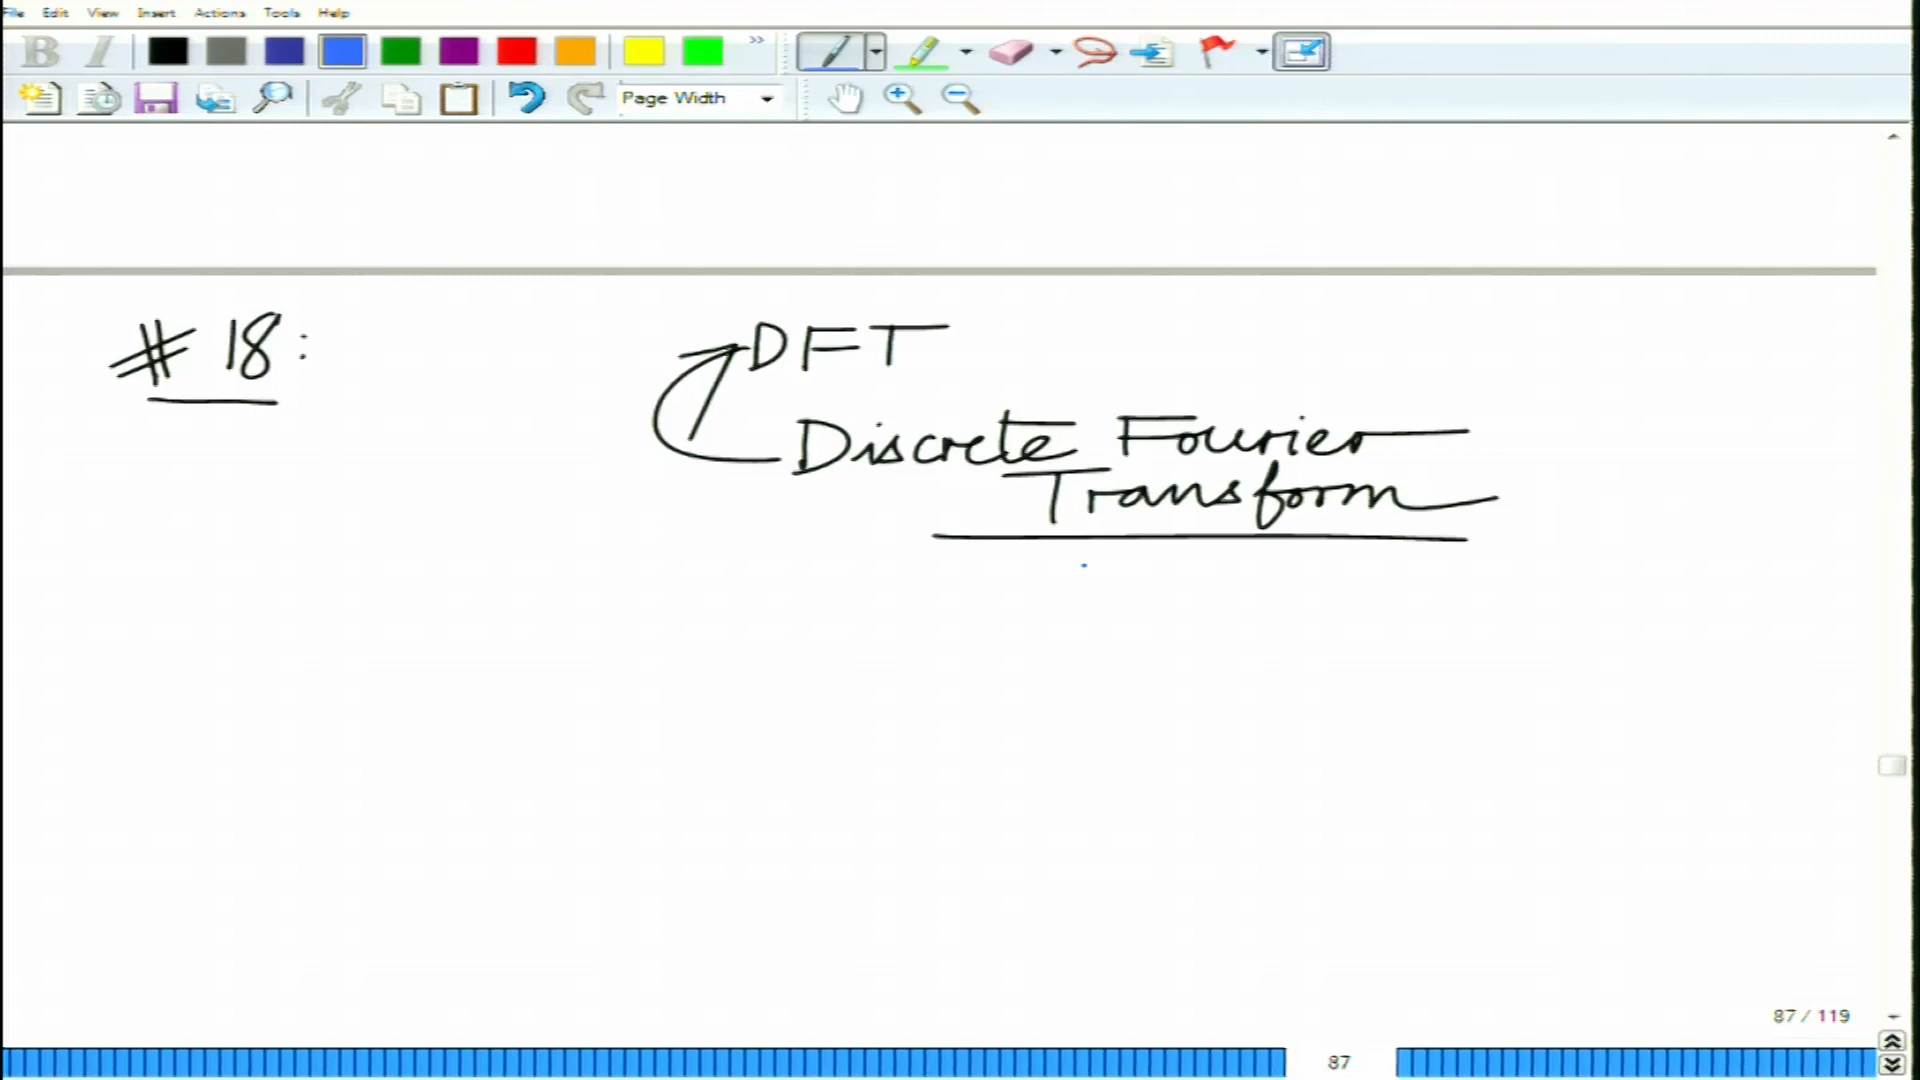 File Edit View Insert Actions Tools Help
B I
Page Width
# 18:
DFT
Discrete Fourier
Transform
87 / 119
87